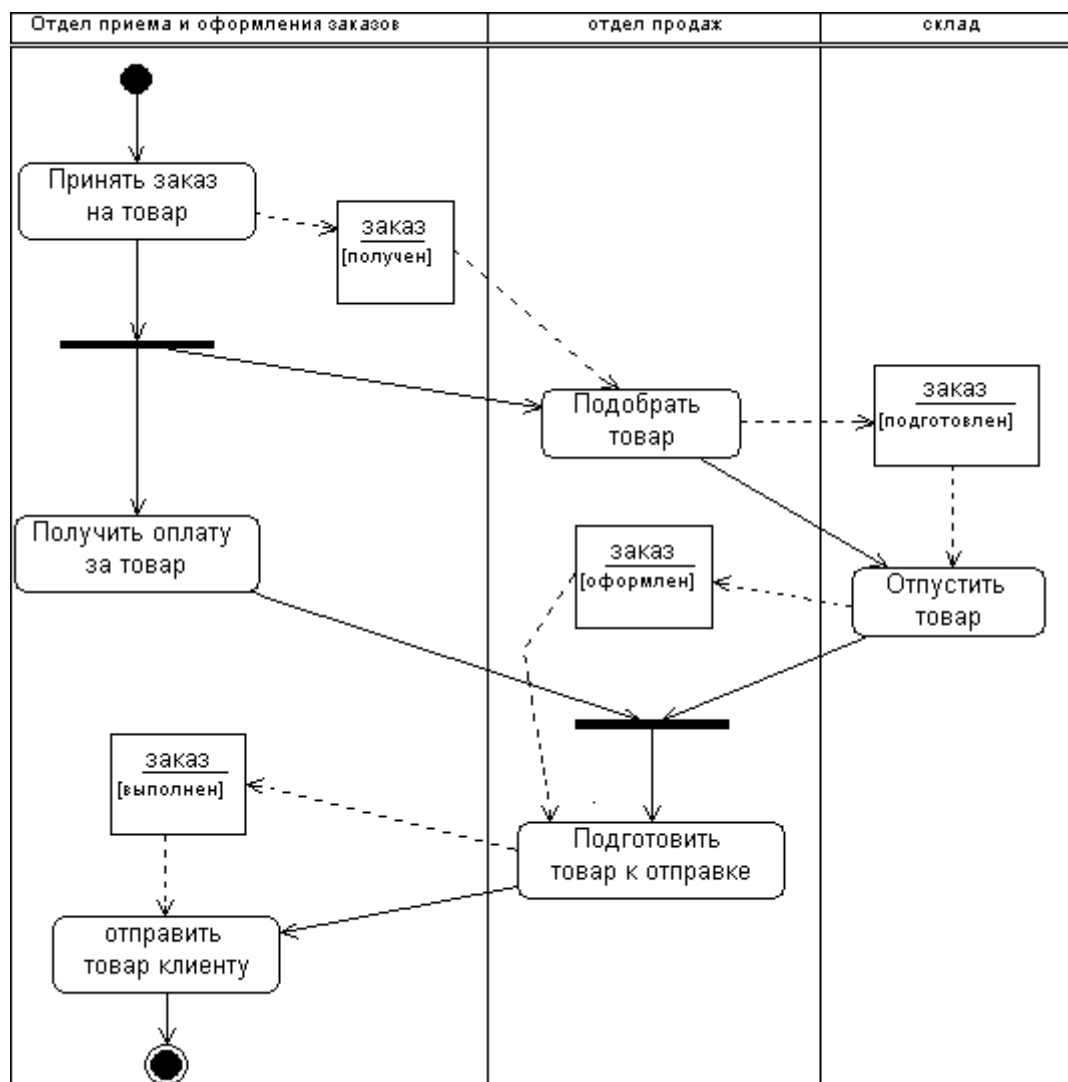 Отдел приема и оформления заказов
отдел продаж
склад
Принять заказ
на товар
заказ
[получен]
Подобрать
товар
заказ
[подготовлен]
Получить оплату
за товар
заказ
[оформлен]
Отпустить
товар
заказ
[выполнен]
Подготовить
товар к отправке
отправить
товар клиенту